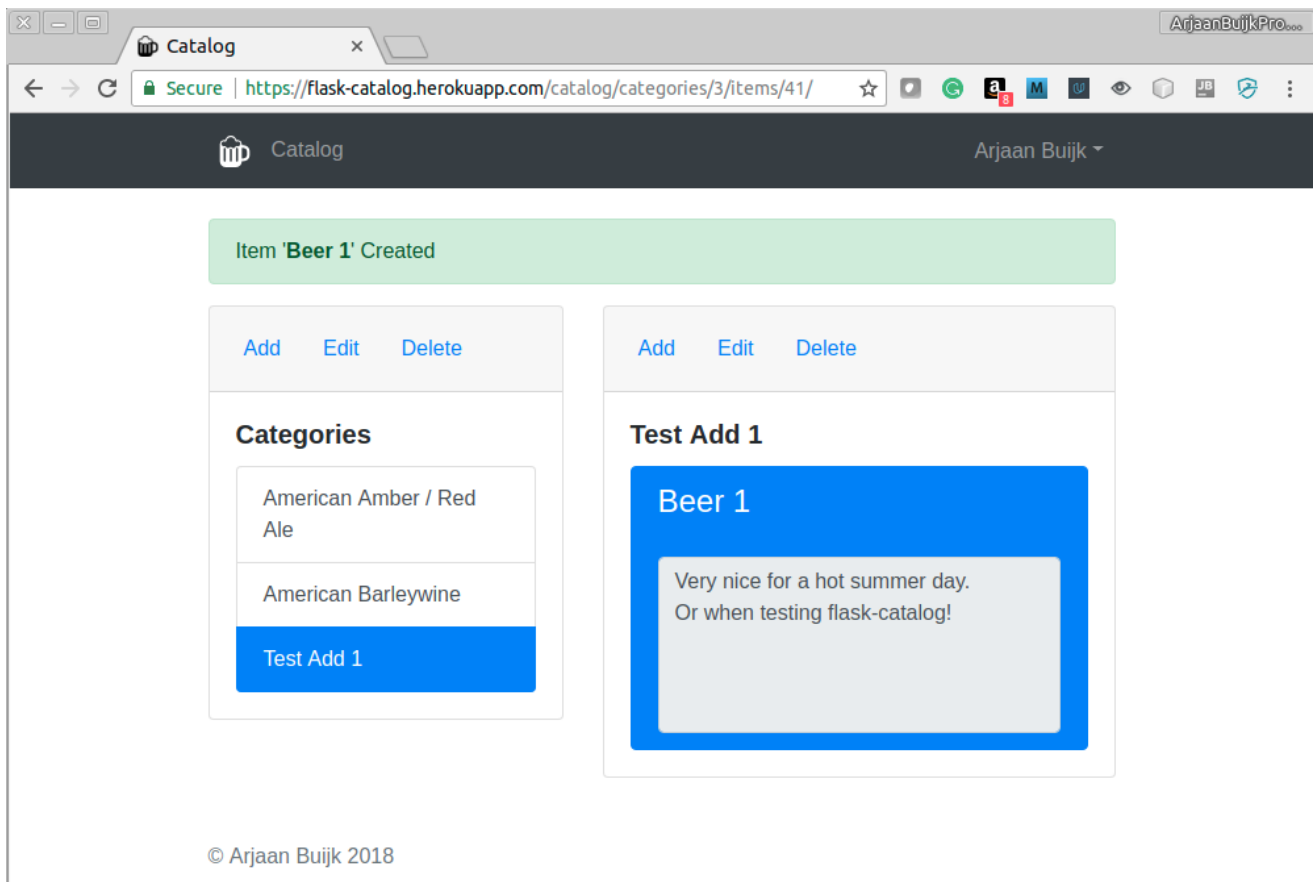 ArjaanBuijkPro...
Catalog
Secure | https://flask-catalog.herokuapp.com/catalog/categories/3/items/41/
8
M
JB
Catalog
Arjaan Buijk
Item 'Beer 1' Created
Add Edit Delete
Categories
American Amber / Red
Ale
American Barleywine
Test Add 1
Add Edit Delete
Test Add 1
Beer 1
Very nice for a hot summer day.
Or when testing flask-catalog!
© Arjaan Buijk 2018